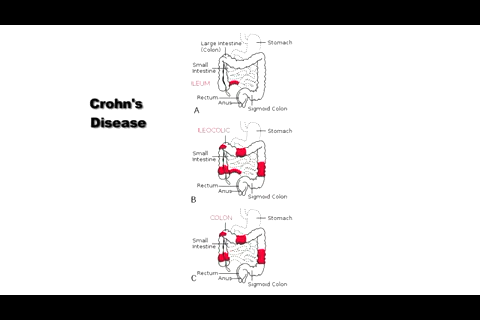 Crohn's
Disease
Large Intestine
(Colon)
Stomach
Small
Intestine
ILEUM
Rectum
Anus
Sigmoid Colon
A
ILEOCOLIC
Stomach
Small
Intestine
Rectum
Anus
Sigmoid Colon
B
COLON
Stomach
Small
Intestine
Rectum
Anus
Sigmoid Colon
C